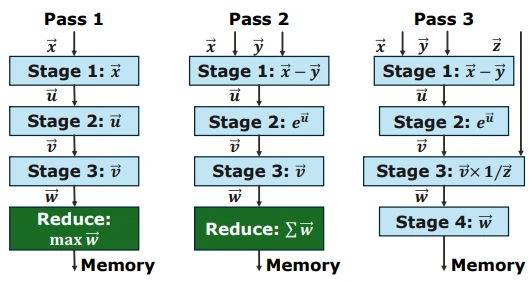 Pass 1
x⃗
Stage 1: x⃗
u⃗
Stage 2: u⃗
v⃗
Stage 3: v⃗
w⃗
Reduce:
max w⃗
Memory
Pass 2
x⃗ y⃗
Stage 1: x⃗ − y⃗
u⃗
Stage 2: e^u⃗
v⃗
Stage 3: v⃗
w⃗
Reduce: ∑w⃗
Memory
Pass 3
x⃗ y⃗ z⃗
Stage 1: x⃗ − y⃗
u⃗
Stage 2: e^u⃗
v⃗
Stage 3: v⃗ × 1/z⃗
w⃗
Stage 4: w⃗
Memory